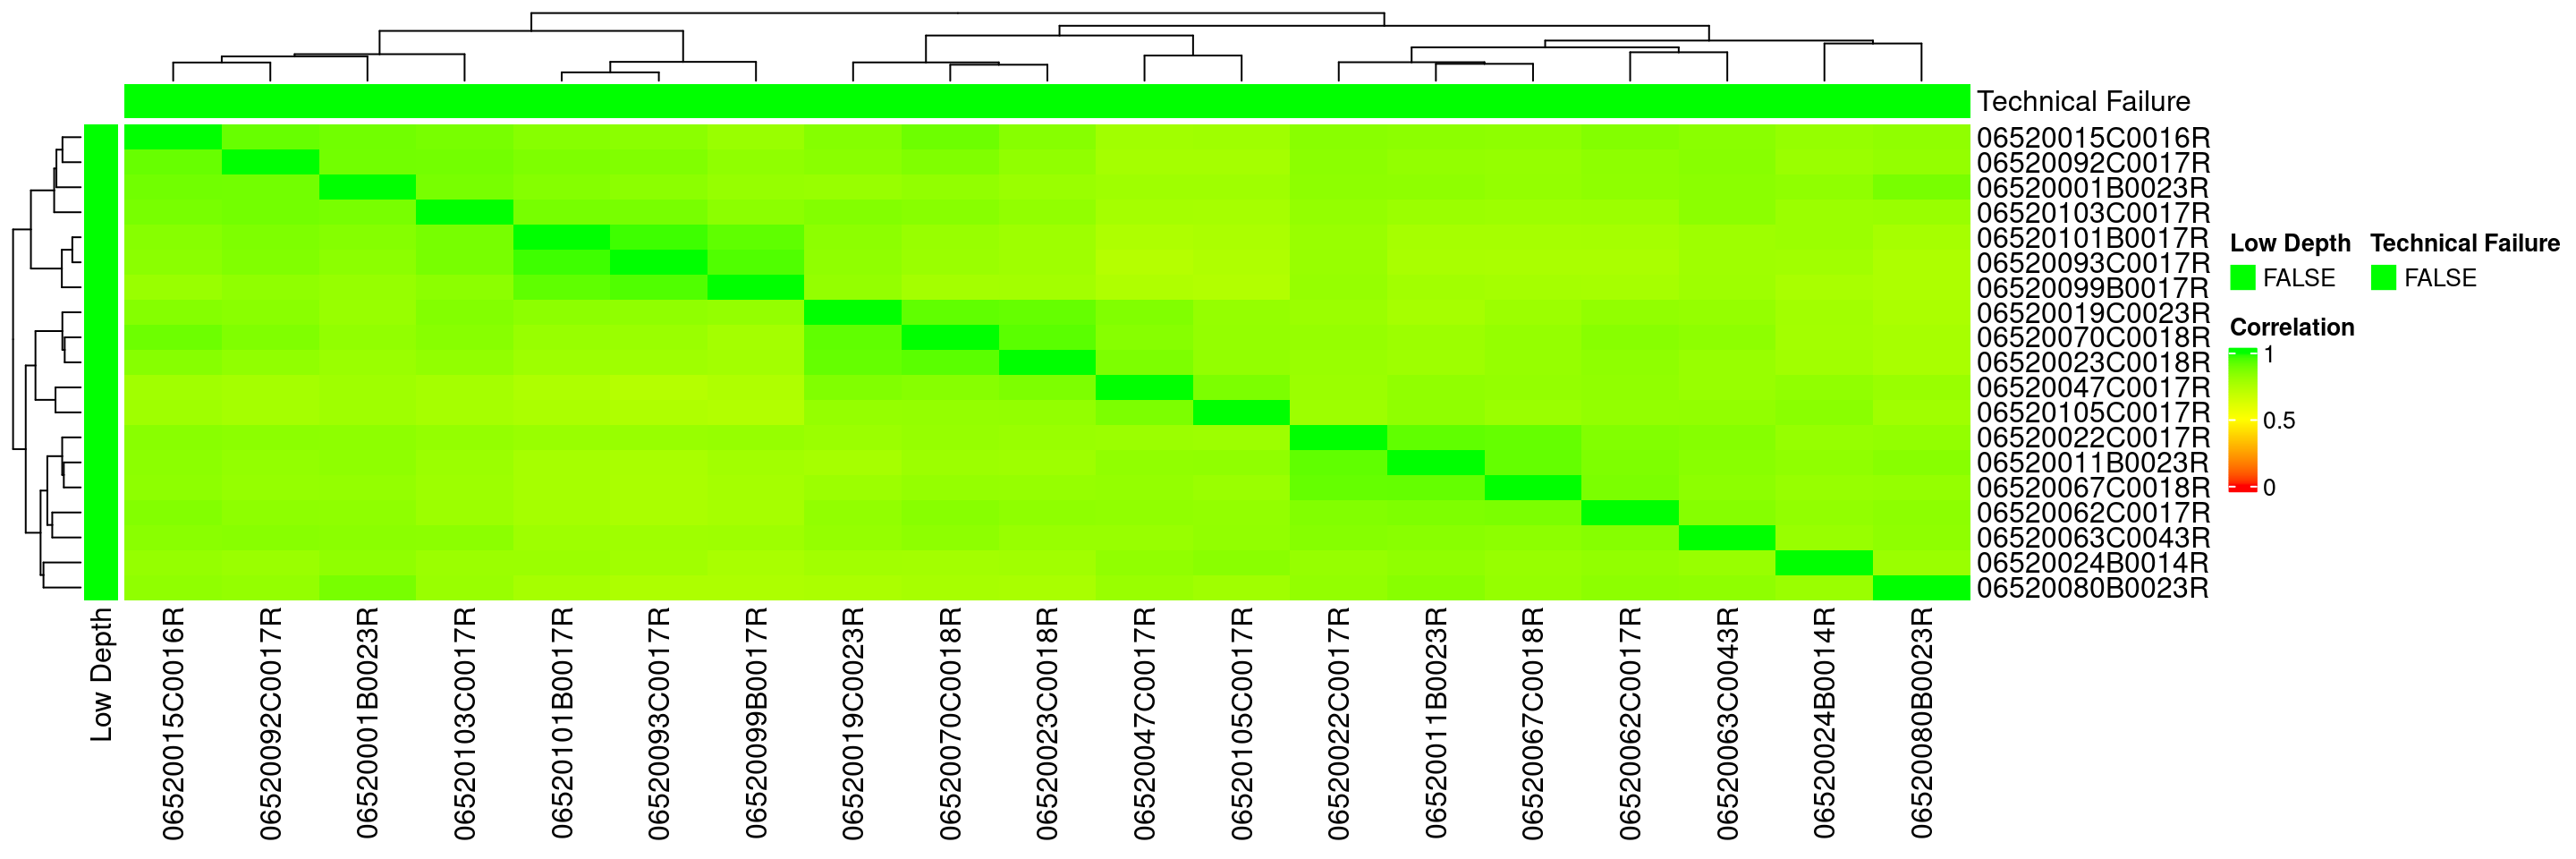 Technical Failure
06520015C0016R
06520092C0017R
06520001B0023R
06520103C0017R
06520101B0017R
06520093C0017R
06520099B0017R
06520019C0023R
06520070C0018R
06520023C0018R
06520047C0017R
06520105C0017R
06520022C0017R
06520011B0023R
06520067C0018R
06520062C0017R
06520063C0043R
06520024B0014R
06520080B0023R
Low Depth
06520015C0016R
06520092C0017R
06520001B0023R
06520103C0017R
06520101B0017R
06520093C0017R
06520099B0017R
06520019C0023R
06520070C0018R
06520023C0018R
06520047C0017R
06520105C0017R
06520022C0017R
06520011B0023R
06520067C0018R
06520062C0017R
06520063C0043R
06520024B0014R
06520080B0023R
Low Depth
FALSE
Technical Failure
FALSE
Correlation
1
0.5
0